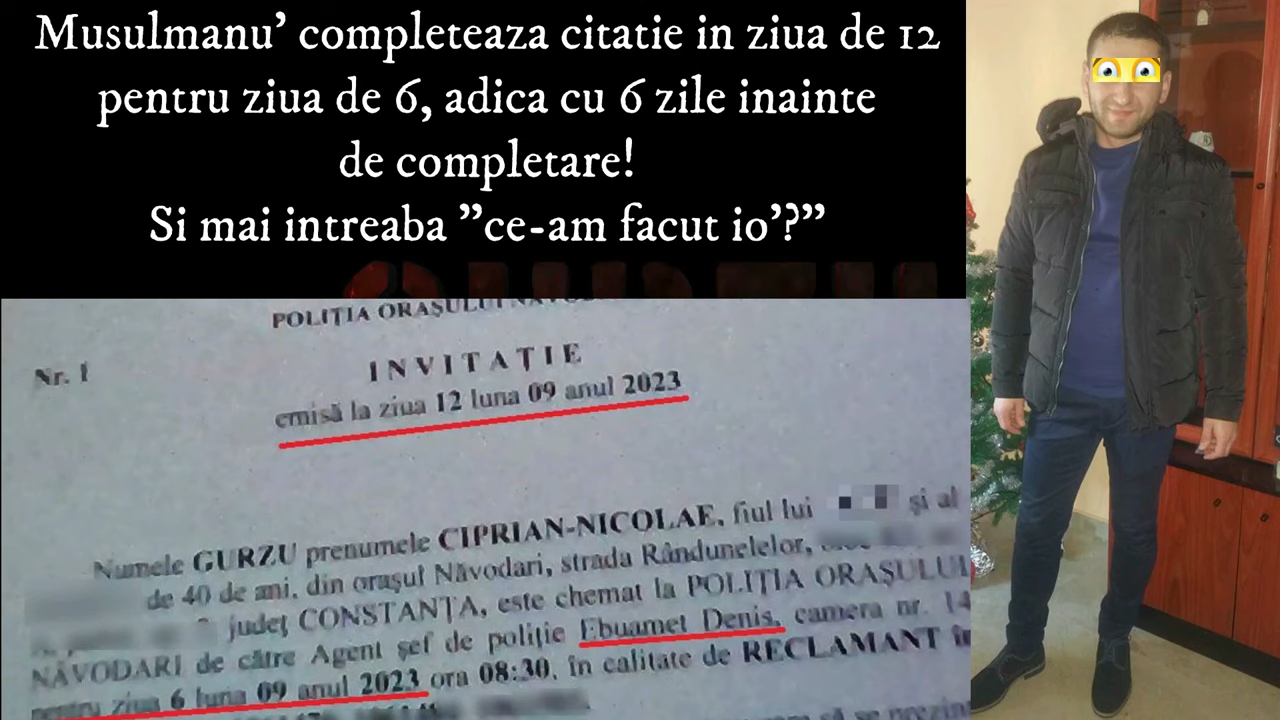 Musulmanu' completeaza citatie in ziua de 12
pentru ziua de 6, adica cu 6 zile inainte
de completare!
Si mai intreaba "ce-am facut io'?"
POLIȚIA ORAȘULUI
Nr. 1
INVITAȚIE
emisă la ziua 12 luna 09 anul 2023
Numele GURZU prenumele CIPRIAN-NICOLAE, fiul lui și al
de 40 de ani, din orașul Năvodari, strada Rândunelelor,
județ CONSTANȚA, este chemat la POLIȚIA ORAȘULUI
NĂVODARI de către Agent șef de poliție Ebuamet Denis, camera nr. 14
pentru ziua 6 luna 09 anul 2023 ora 08:30, în calitate de RECLAMANT în